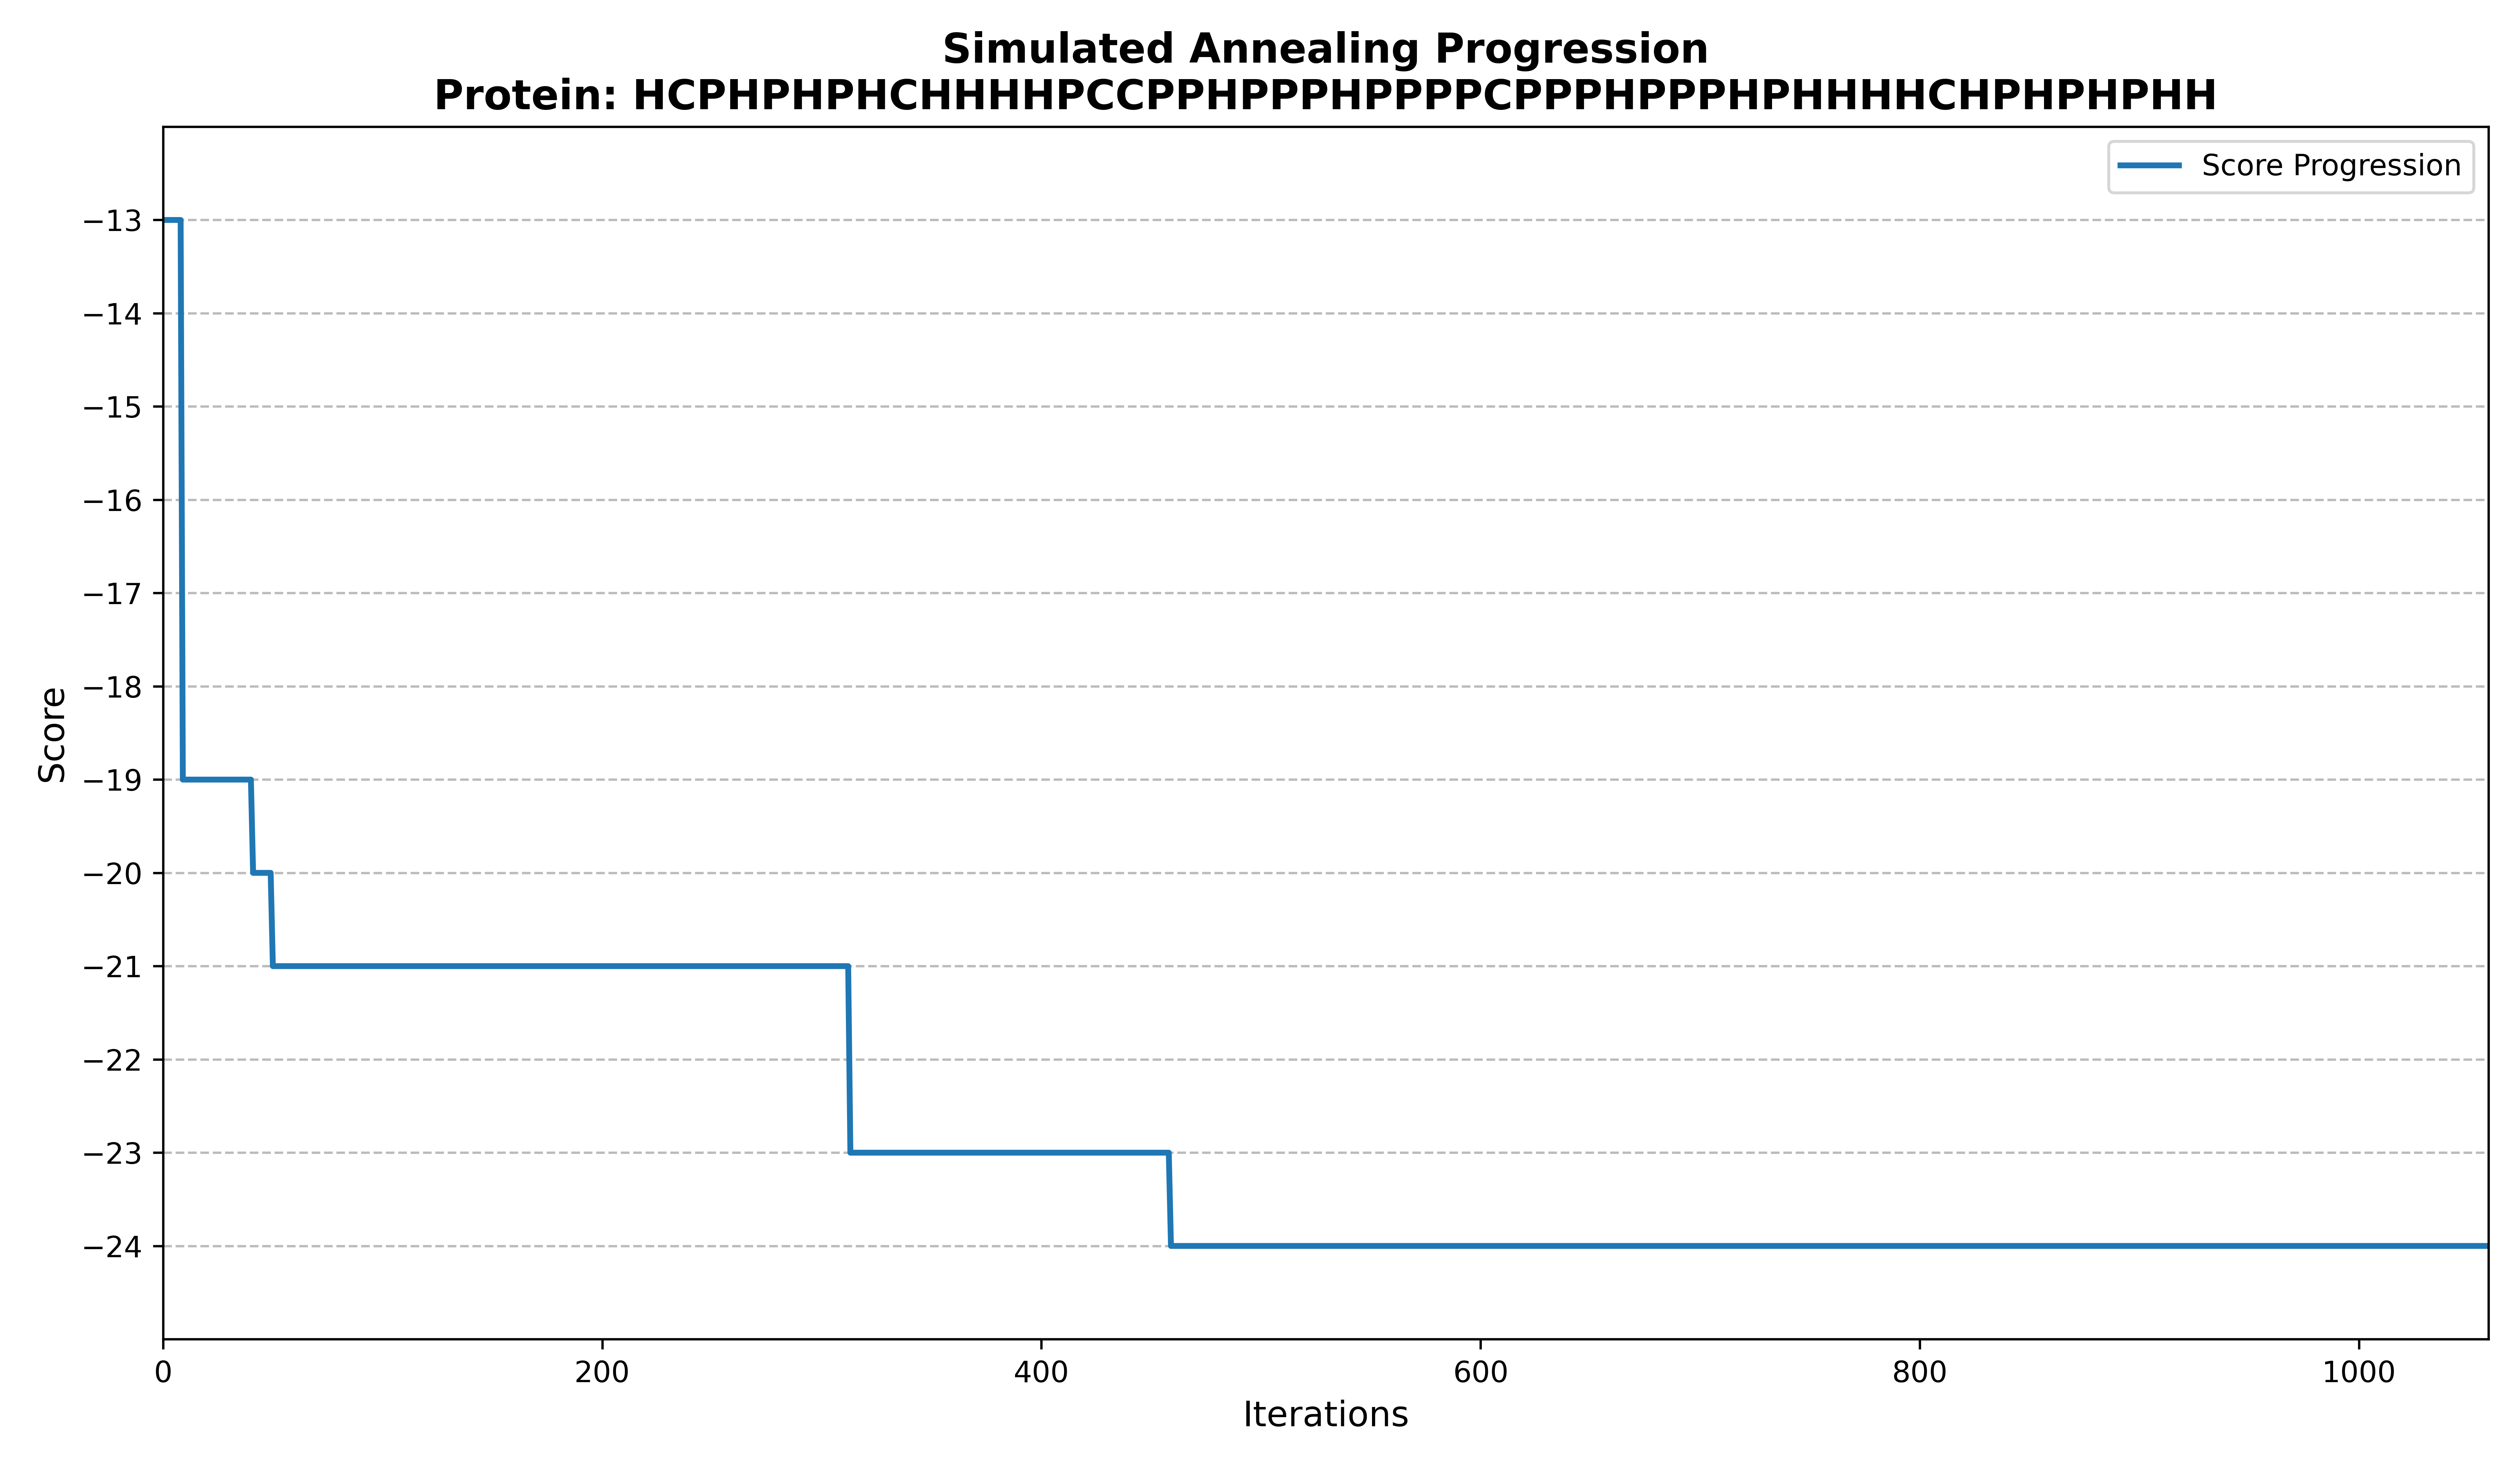 Simulated Annealing Progression
Protein: HCPHPHPHCHHHHPCCPPHPPPHPPPPCPPPHPPPHPHHHHCHPHPHPHH
Score Progression
−13
−14
−15
−16
−17
−18
−19
−20
−21
−22
−23
−24
Score
0 200 400 600 800 1000
Iterations